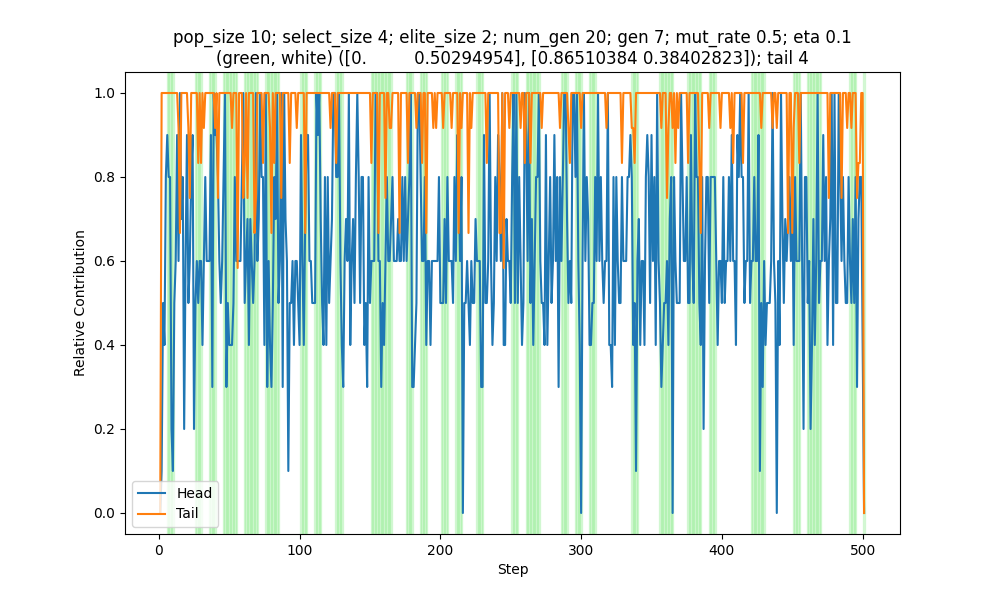 pop_size 10; select_size 4; elite_size 2; num_gen 20; gen 7; mut_rate 0.5; eta 0.1
(green, white) ([0.          0.50294954], [0.86510384 0.38402823]); tail 4
1.0
0.8
0.6
0.4
0.2
0.0
Relative Contribution
Head
Tail
0
100
200
300
400
500
Step